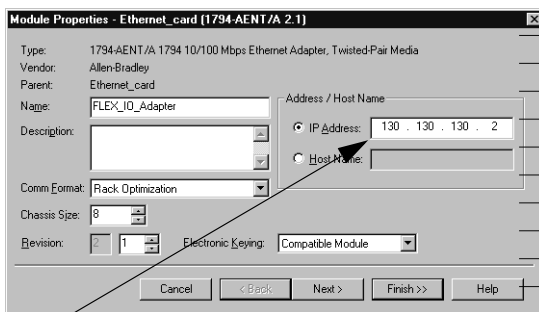 Module Properties - Ethernet_card (1794-AENT/A 2.1)
Type: 1794-AENT/A 1794 10/100 Mbps Ethernet Adapter, Twisted-Pair Media
Vendor: Allen-Bradley
Parent: Ethernet_card
Name: FLEX_IO_Adapter
Description:
Comm Format: Rack Optimization
Chassis Size: 8
Revision: 2 1 Electronic Keying: Compatible Module
Address / Host Name
IP Address: 130 . 130 . 130 . 2
Host Name:
Cancel < Back Next > Finish >> Help